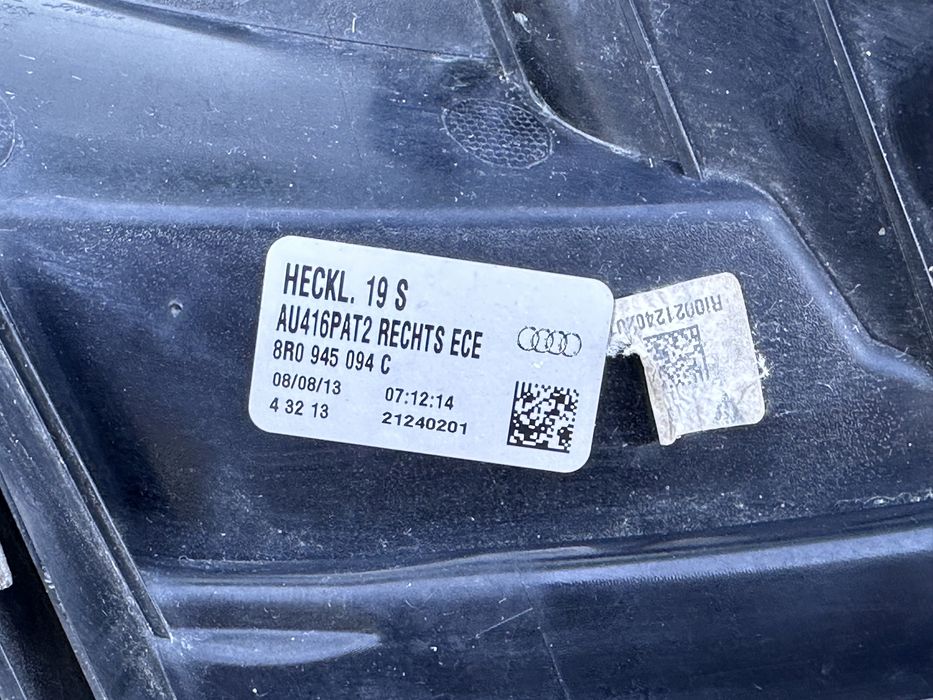 HECKL. 19 S
AU416PAT2 RECHTS ECE
8R0 945 094 C
08/08/13 07:12:14
4 32 13 21240201